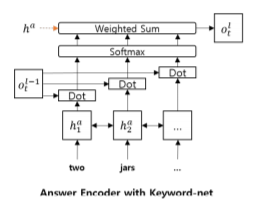 h^a Weighted Sum o_t^l
Softmax
Dot
o_t^{l-1} Dot
Dot
h_1^a h_2^a ...
two jars ...
Answer Encoder with Keyword-net